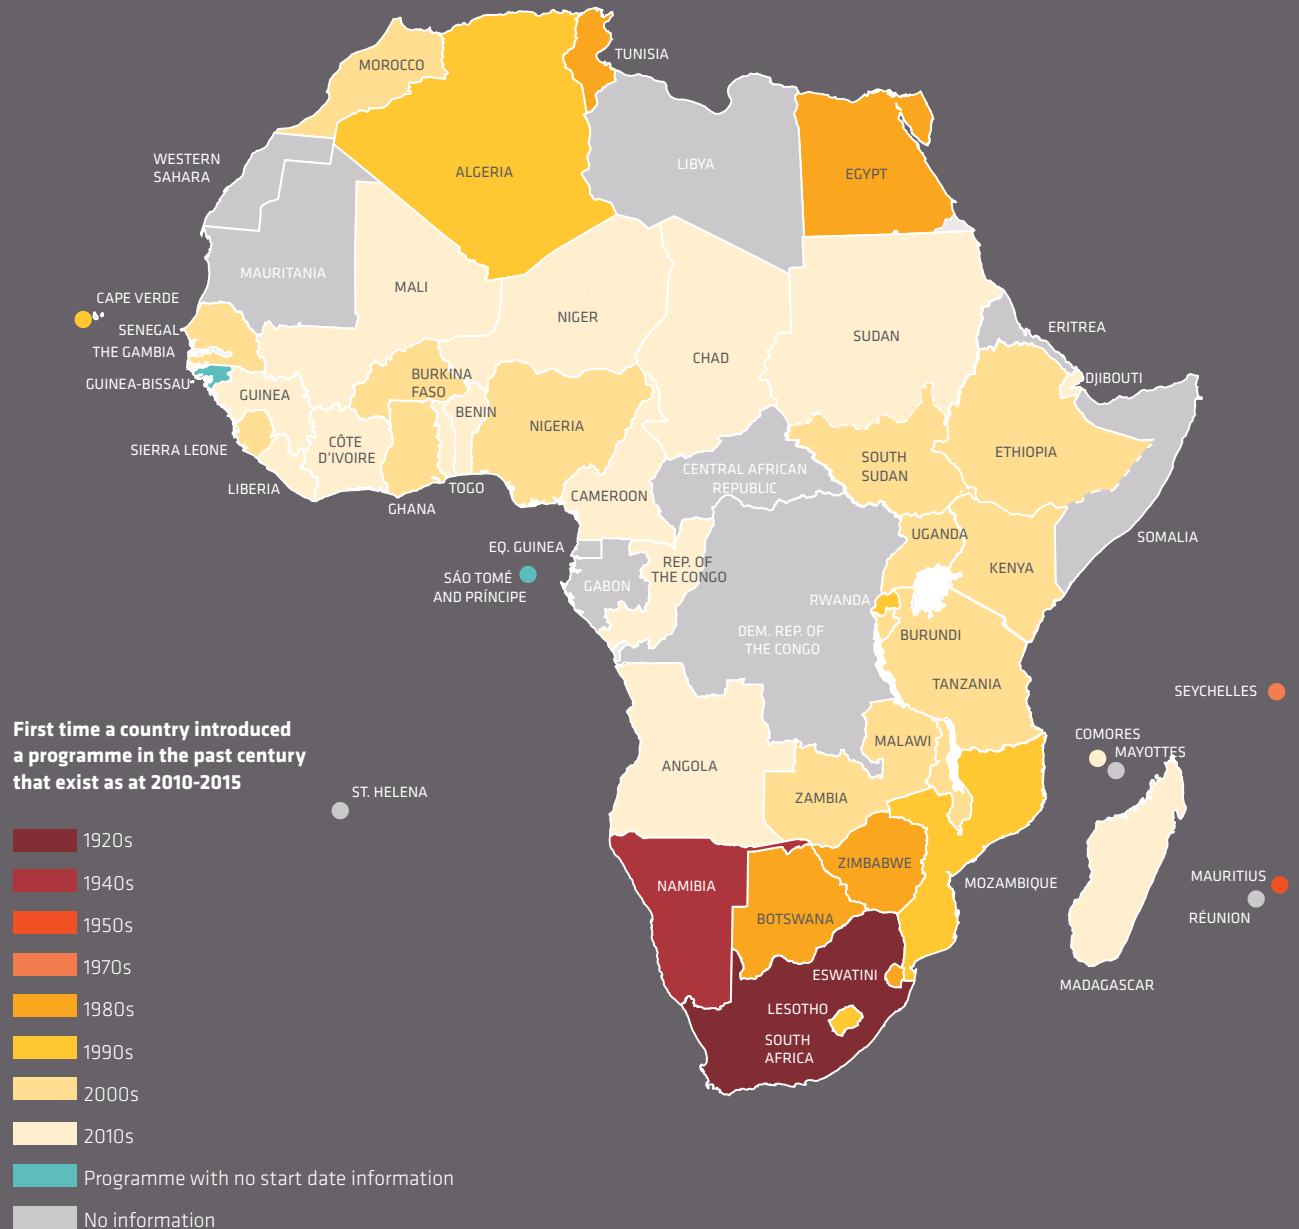 TUNISIA
MOROCCO
WESTERN
SAHARA
ALGERIA
LIBYA
EGYPT
MAURITANIA
MALI
CAPE VERDE
NIGER
SENEGAL
SUDAN
ERITREA
THE GAMBIA
CHAD
GUINEA-BISSAU
BURKINA
FASO
DJIBOUTI
GUINEA
BENIN
NIGERIA
SIERRA LEONE
CÔTE
D'IVOIRE
SOUTH
SUDAN
ETHIOPIA
CENTRAL AFRICAN
REPUBLIC
LIBERIA
TOGO
CAMEROON
GHANA
SOMALIA
UGANDA
EQ. GUINEA
KENYA
REP. OF
THE CONGO
SÁO TOMÉ
AND PRÍNCIPE
GABON
RWANDA
DEM. REP. OF
THE CONGO
BURUNDI
TANZANIA
SEYCHELLES
First time a country introduced
a programme in the past century
that exist as at 2010-2015
COMORES
MAYOTTES
MALAWI
ANGOLA
ST. HELENA
ZAMBIA
1920s
ZIMBABWE
1940s
NAMIBIA
MOZAMBIQUE
MAURITIUS
1950s
BOTSWANA
RÉUNION
1970s
ESWATINI
MADAGASCAR
1980s
LESOTHO
SOUTH
AFRICA
1990s
2000s
2010s
Programme with no start date information
No information